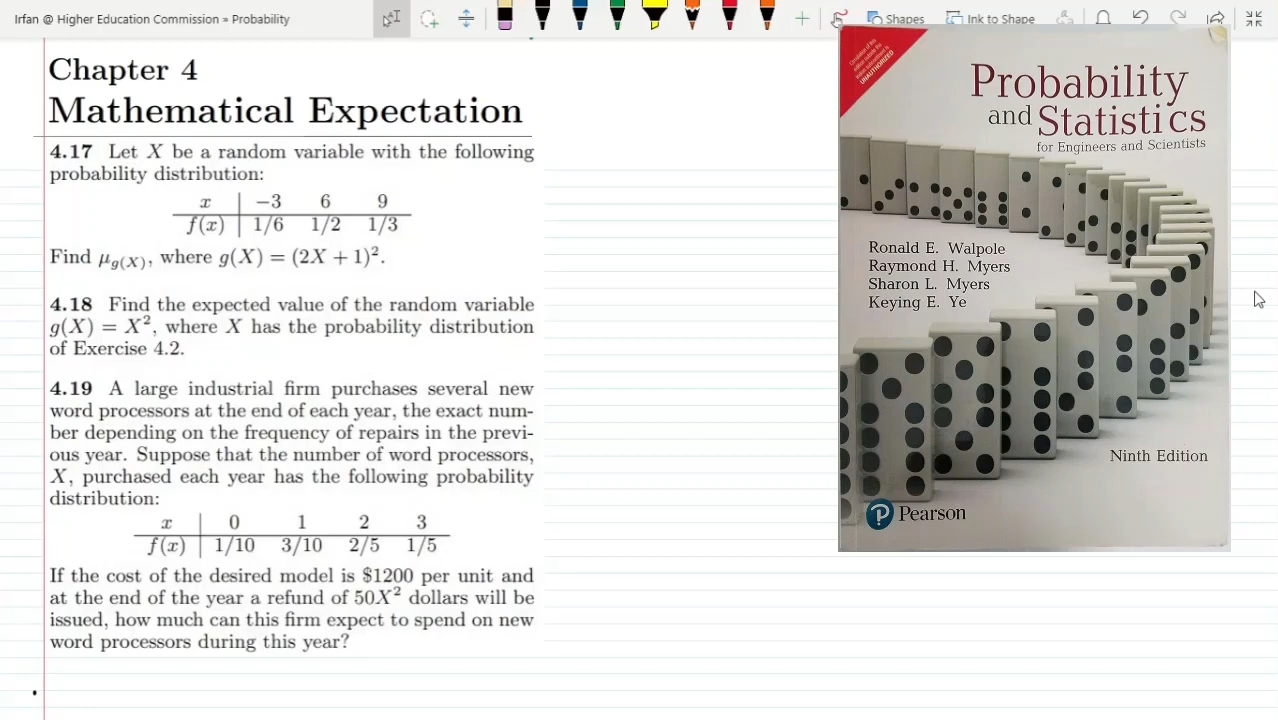 Irfan @ Higher Education Commission » Probability
Shapes
Ink to Shape
Chapter 4
Mathematical Expectation
4.17 Let X be a random variable with the following
probability distribution:
x −3 6 9
f(x) 1/6 1/2 1/3
Find μg(X), where g(X) = (2X + 1)².
4.18 Find the expected value of the random variable
g(X) = X², where X has the probability distribution
of Exercise 4.2.
4.19 A large industrial firm purchases several new
word processors at the end of each year, the exact num-
ber depending on the frequency of repairs in the previ-
ous year. Suppose that the number of word processors,
X, purchased each year has the following probability
distribution:
x 0 1 2 3
f(x) 1/10 3/10 2/5 1/5
If the cost of the desired model is $1200 per unit and
at the end of the year a refund of 50X² dollars will be
issued, how much can this firm expect to spend on new
word processors during this year?
UNAUTHORIZED
Probability
and Statistics
for Engineers and Scientists
Ronald E. Walpole
Raymond H. Myers
Sharon L. Myers
Keying E. Ye
Ninth Edition
P Pearson